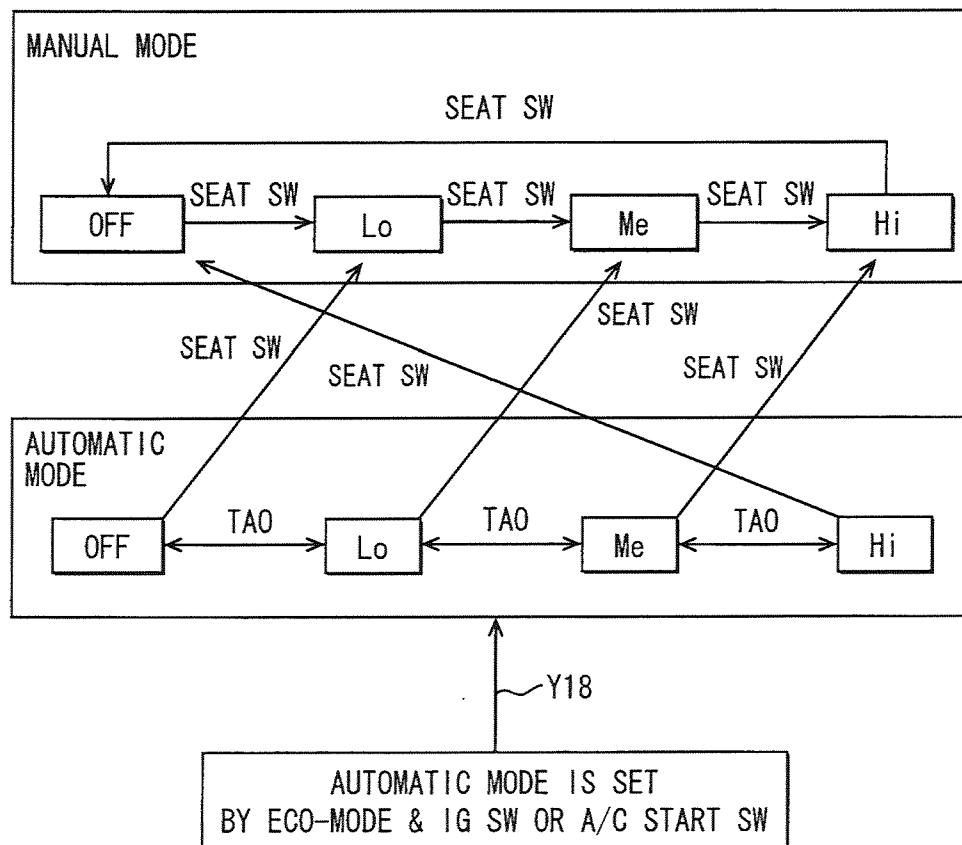 MANUAL MODE
SEAT SW
SEAT SW
SEAT SW
SEAT SW
OFF
Lo
Me
Hi
SEAT SW
SEAT SW
SEAT SW
SEAT SW
AUTOMATIC
MODE
TAO
TAO
TAO
OFF
Lo
Me
Hi
Y18
AUTOMATIC MODE IS SET
BY ECO-MODE & IG SW OR A/C START SW